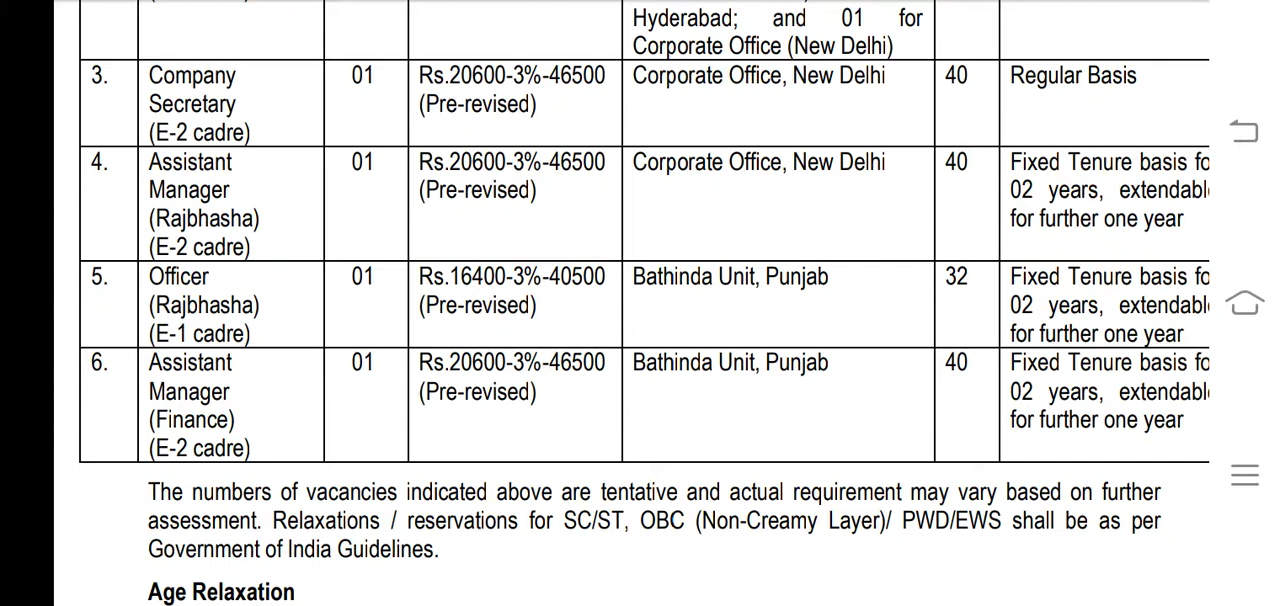 Hyderabad; and 01 for
Corporate Office (New Delhi)
3. Company 01 Rs.20600-3%-46500 Corporate Office, New Delhi 40 Regular Basis
Secretary (Pre-revised)
(E-2 cadre)
4. Assistant 01 Rs.20600-3%-46500 Corporate Office, New Delhi 40 Fixed Tenure basis fo
Manager (Pre-revised) 02 years, extendabl
(Rajbhasha) for further one year
(E-2 cadre)
5. Officer 01 Rs.16400-3%-40500 Bathinda Unit, Punjab 32 Fixed Tenure basis fo
(Rajbhasha) (Pre-revised) 02 years, extendabl
(E-1 cadre) for further one year
6. Assistant 01 Rs.20600-3%-46500 Bathinda Unit, Punjab 40 Fixed Tenure basis fo
Manager (Pre-revised) 02 years, extendabl
(Finance) for further one year
(E-2 cadre)
The numbers of vacancies indicated above are tentative and actual requirement may vary based on further
assessment. Relaxations / reservations for SC/ST, OBC (Non-Creamy Layer)/ PWD/EWS shall be as per
Government of India Guidelines.
Age Relaxation